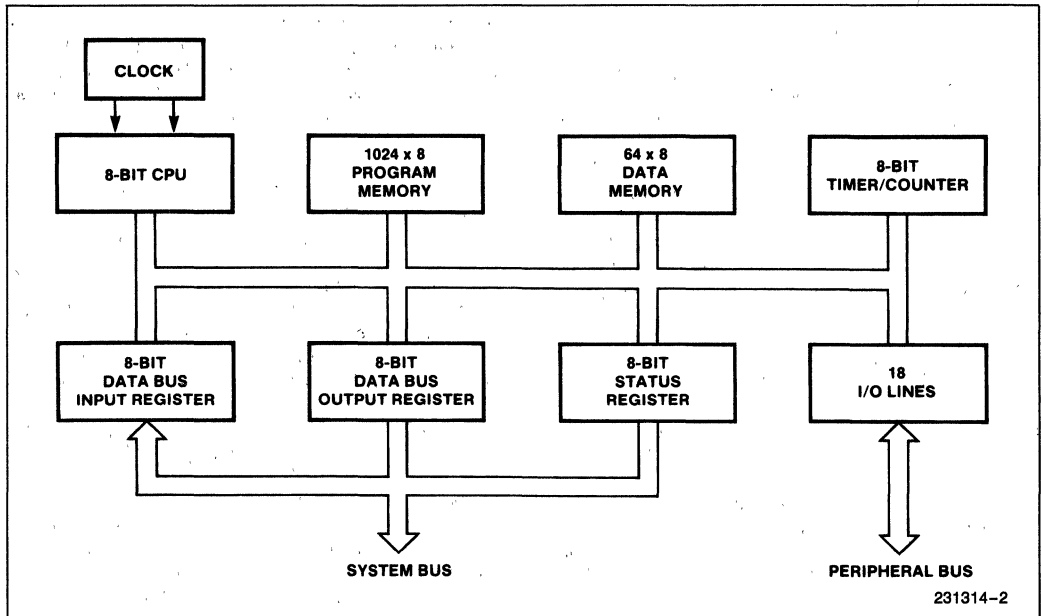 CLOCK
8-BIT CPU
1024 x 8
PROGRAM
MEMORY
64 x 8
DATA
MEMORY
8-BIT
TIMER/COUNTER
8-BIT
DATA BUS
INPUT REGISTER
8-BIT
DATA BUS
OUTPUT REGISTER
8-BIT
STATUS
REGISTER
18
I/O LINES
SYSTEM BUS
PERIPHERAL BUS
231314-2